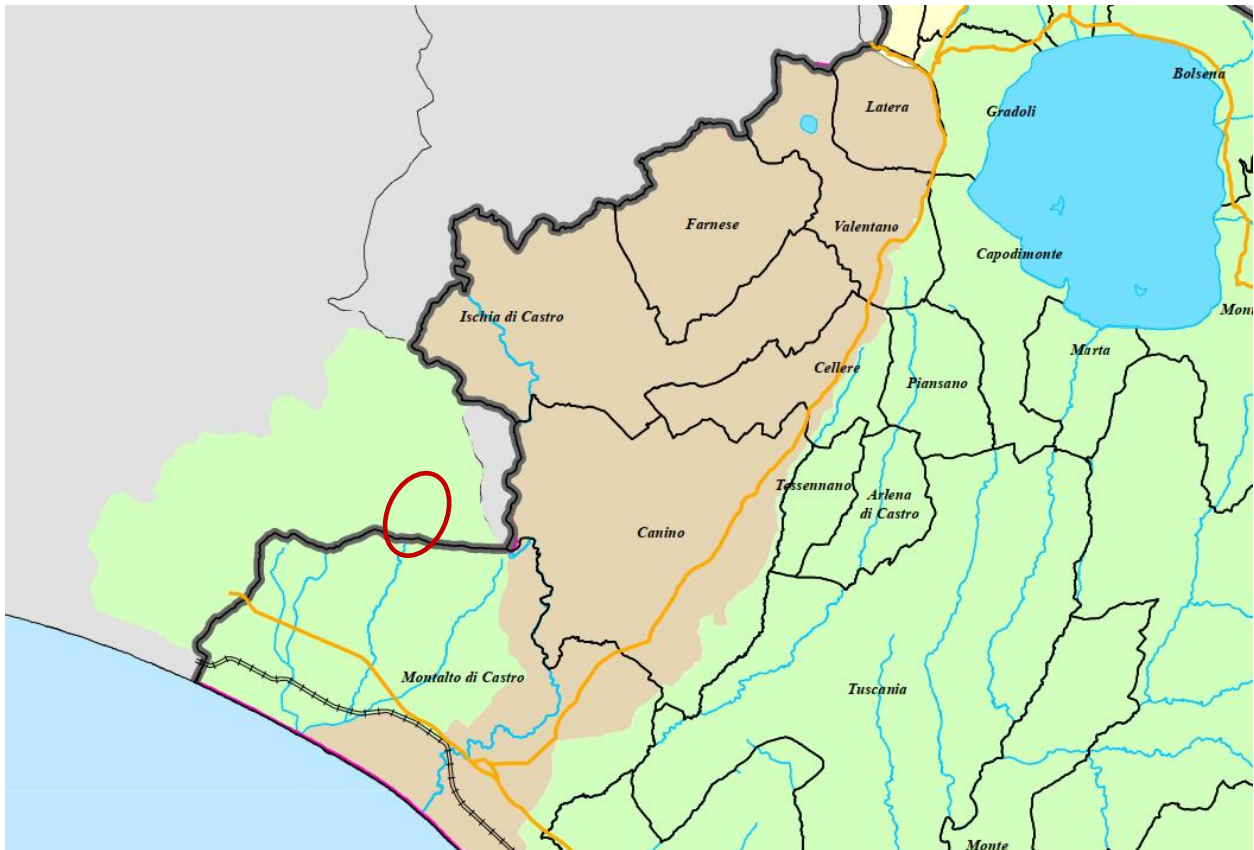 Bolsena
Latera
Gradoli
Farnese
Valentano
Capodimonte
Ischia di Castro
Mont
Marta
Cellere
Piansano
Tessennano
Arlena
di Castro
Canino
Montalto di Castro
Tuscania
Monte